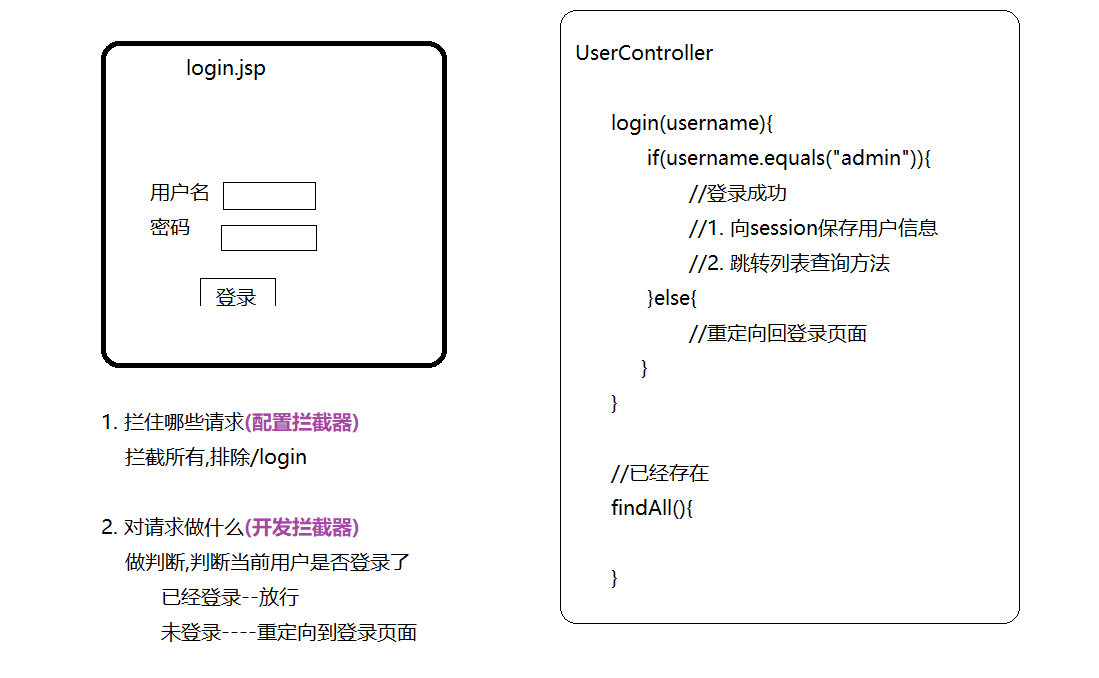 login.jsp
用户名
密码
登录
1. 拦住哪些请求(配置拦截器)
拦截所有,排除/login
2. 对请求做什么(开发拦截器)
做判断,判断当前用户是否登录了
已经登录--放行
未登录----重定向到登录页面
UserController
login(username){
if(username.equals("admin")){
//登录成功
//1. 向session保存用户信息
//2. 跳转列表查询方法
}else{
//重定向回登录页面
}
}
//已经存在
findAll(){
}